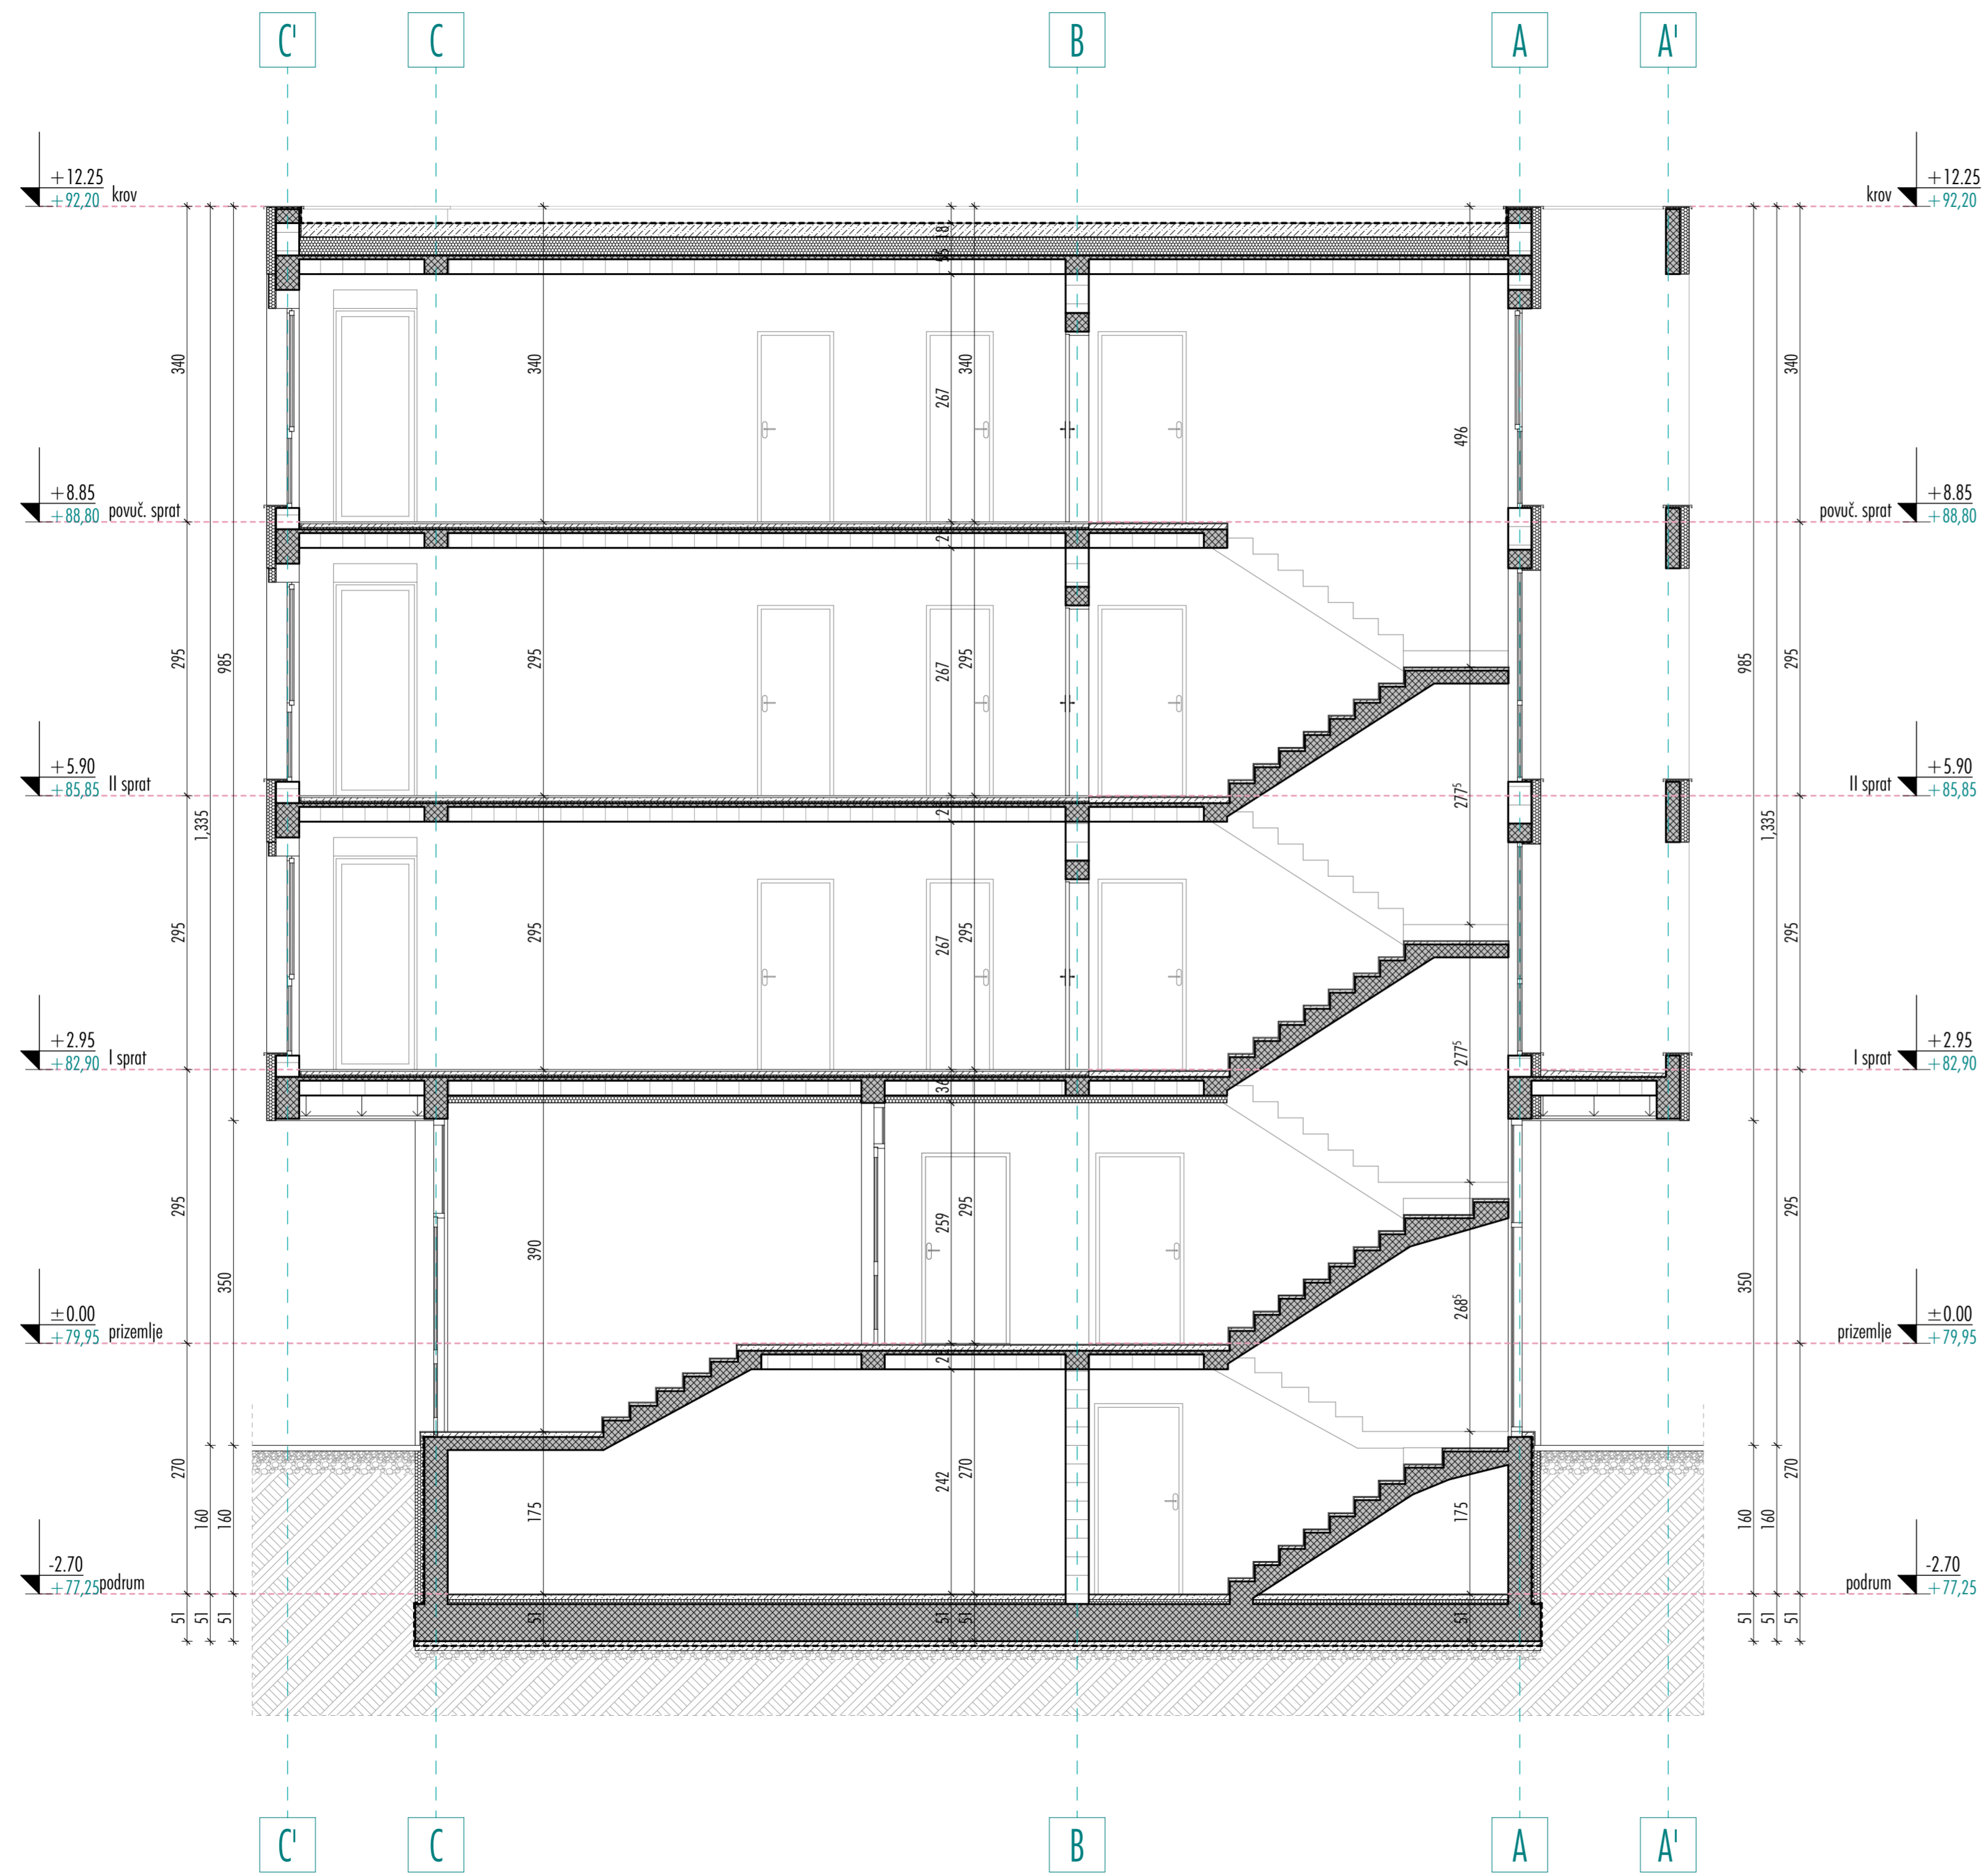 C' C B A A'
+12.25 krov
+92,20
krov +12.25
+92,20
18
55
340 340 267 340 496 340
+8.85
+88,80 povuč. sprat
+8.85
povuč. sprat +88,80
295 985 295 267 295 985 295
+5.90
+85,85 II sprat
+5.90
II sprat +85,85
277⁵
1,335 1,335
295 295 267 295 295
+2.95
+82,90 I sprat
+2.95
I sprat +82,90
277⁵
36
295 350 390 259 295 268⁵ 350 295
±0.00
+79,95 prizemlje
±0.00
prizemlje +79,95
270 160 160 175 242 270 175 160 160 270
-2.70
+77,25 podrum
-2.70
podrum +77,25
51 51 51 51 51 51 51 51 51 51
C' C B A A'